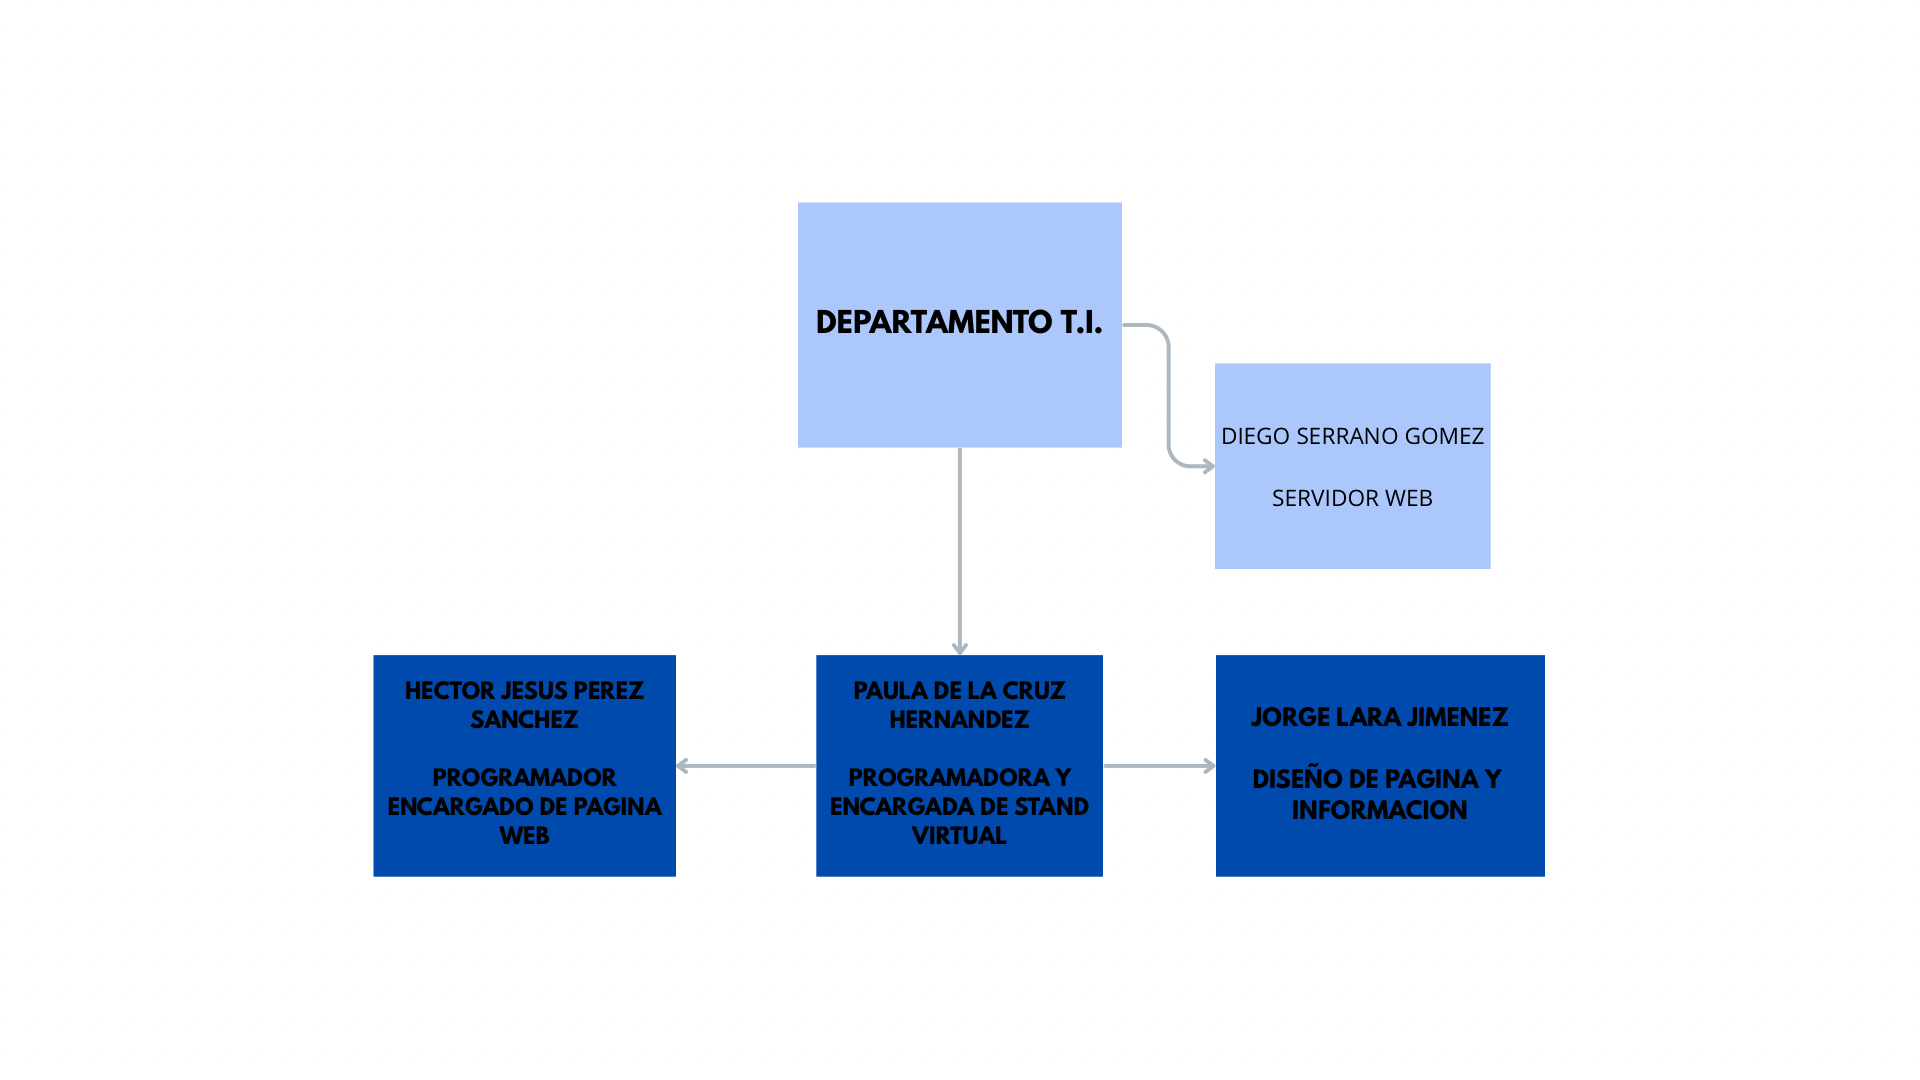 DEPARTAMENTO T.I.
DIEGO SERRANO GOMEZ
SERVIDOR WEB
HECTOR JESUS PEREZ
SANCHEZ
PROGRAMADOR
ENCARGADO DE PAGINA
WEB
PAULA DE LA CRUZ
HERNANDEZ
PROGRAMADORA Y
ENCARGADA DE STAND
VIRTUAL
JORGE LARA JIMENEZ
DISEÑO DE PAGINA Y
INFORMACION